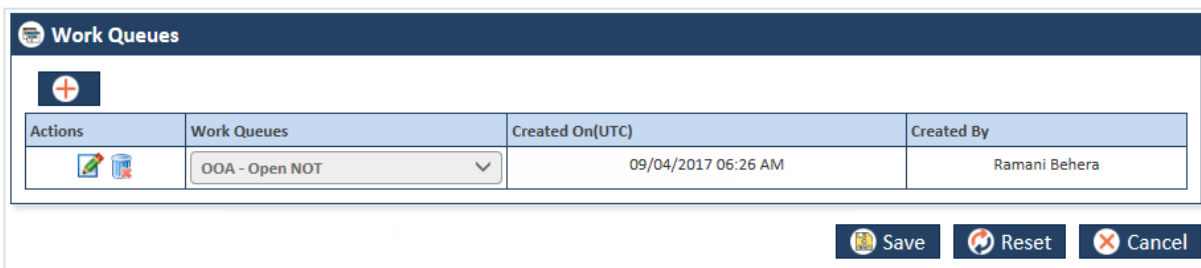 Work Queues
Actions Work Queues Created On(UTC) Created By
OOA - Open NOT 09/04/2017 06:26 AM Ramani Behera
Save Reset Cancel